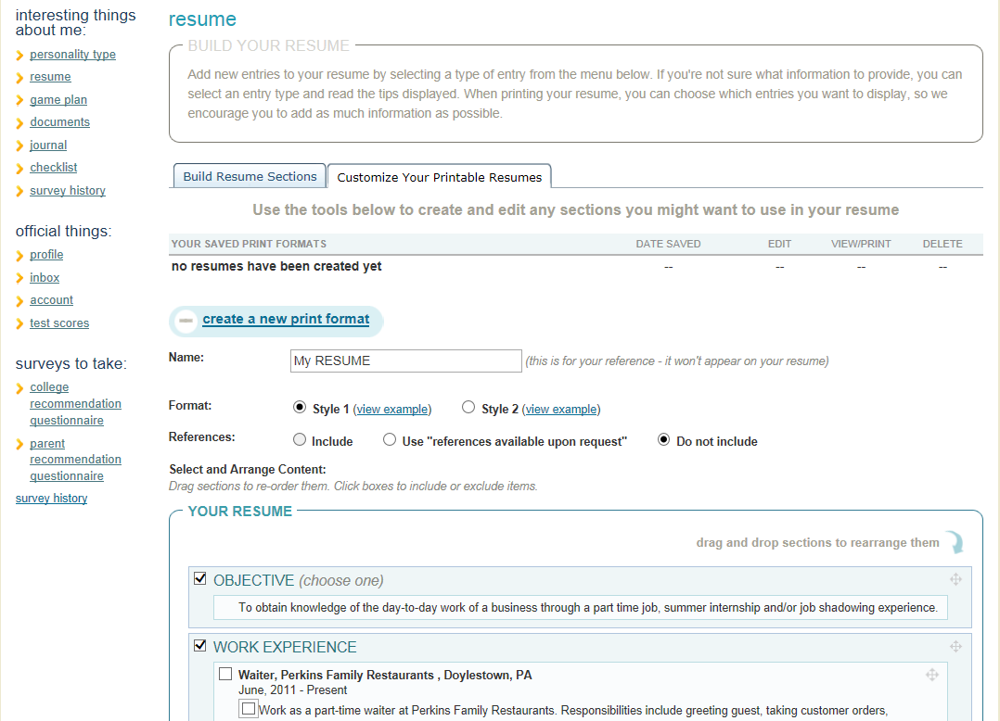 interesting things
about me:
personality type
resume
game plan
documents
journal
checklist
survey history
official things:
profile
inbox
account
test scores
surveys to take:
college
recommendation
questionnaire
parent
recommendation
questionnaire
survey history
resume
BUILD YOUR RESUME
Add new entries to your resume by selecting a type of entry from the menu below. If you're not sure what information to provide, you can
select an entry type and read the tips displayed. When printing your resume, you can choose which entries you want to display, so we
encourage you to add as much information as possible.
Build Resume Sections Customize Your Printable Resumes
Use the tools below to create and edit any sections you might want to use in your resume
YOUR SAVED PRINT FORMATS DATE SAVED EDIT VIEW/PRINT DELETE
no resumes have been created yet -- -- -- --
create a new print format
Name: My RESUME (this is for your reference - it won't appear on your resume)
Format: Style 1 (view example) Style 2 (view example)
References: Include Use "references available upon request" Do not include
Select and Arrange Content:
Drag sections to re-order them. Click boxes to include or exclude items.
YOUR RESUME
drag and drop sections to rearrange them
OBJECTIVE (choose one)
To obtain knowledge of the day-to-day work of a business through a part time job, summer internship and/or job shadowing experience.
WORK EXPERIENCE
Waiter, Perkins Family Restaurants , Doylestown, PA
June, 2011 - Present
Work as a part-time waiter at Perkins Family Restaurants. Responsibilities include greeting guest, taking customer orders,